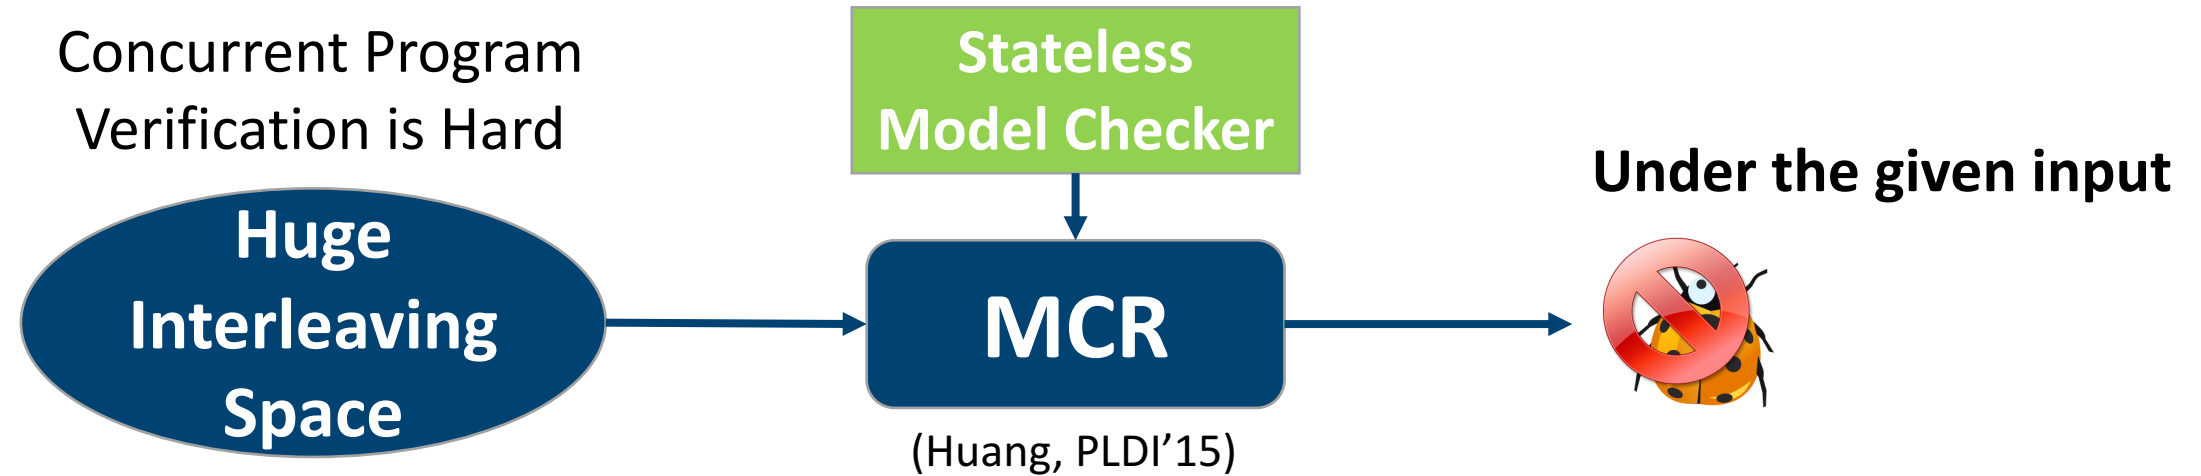 Concurrent Program
Verification is Hard
Huge
Interleaving
Space
Stateless
Model Checker
MCR
(Huang, PLDI’15)
Under the given input